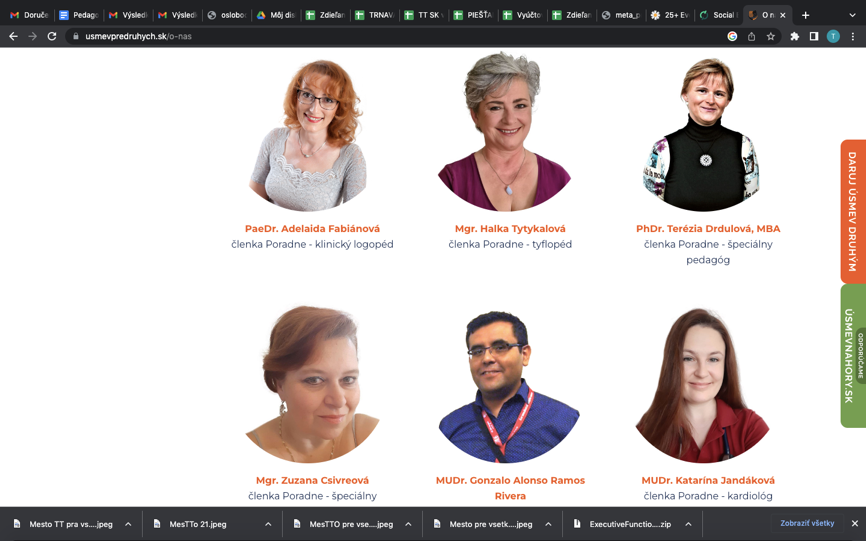 Doruče
Pedago
Výsledi
Výsledi
oslobo
Môj dis
Zdieľan
TRNAV
TT SK v
PIEŠŤA
Vyúčto
Zdieľan
meta_p
25+ Ev
Social
O n
usmevpredruhych.sk/o-nas
T
PaeDr. Adelaida Fabiánová
členka Poradne - klinický logopéd
Mgr. Halka Tytykalová
členka Poradne - tyflopéd
PhDr. Terézia Drdulová, MBA
členka Poradne - špeciálny
pedagóg
DARUJ ÚSMEV DRUHÝM
ÚSMEVNAHORY.SK
ODPORÚČAME
Mgr. Zuzana Csivreová
členka Poradne - špeciálny
MUDr. Gonzalo Alonso Ramos
Rivera
MUDr. Katarína Jandáková
členka Poradne - kardiológ
Mesto TT pra vs....jpeg
MesTTo 21.jpeg
MesTTO pre vse....jpeg
Mesto pre vsetk....jpeg
ExecutiveFunctio....zip
Zobraziť všetky